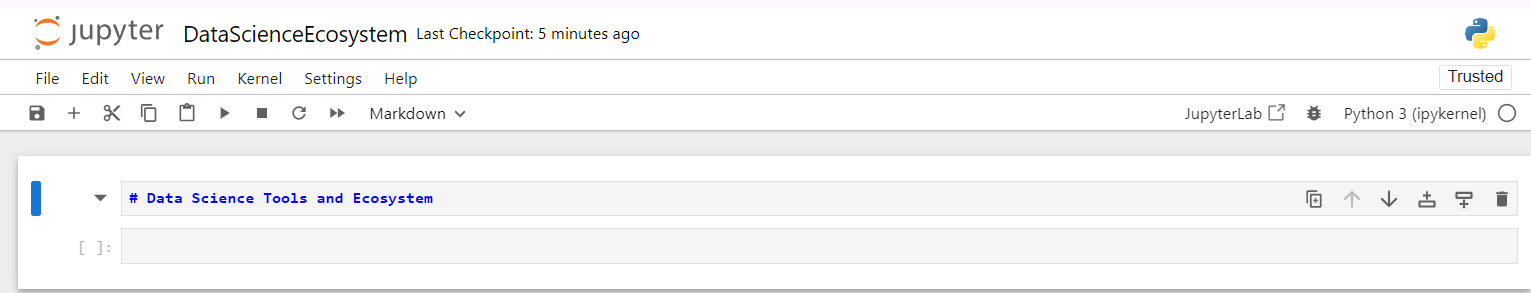 jupyter DataScienceEcosystem Last Checkpoint: 5 minutes ago
File Edit View Run Kernel Settings Help Trusted
Markdown JupyterLab Python 3 (ipykernel)
# Data Science Tools and Ecosystem
[ ]: